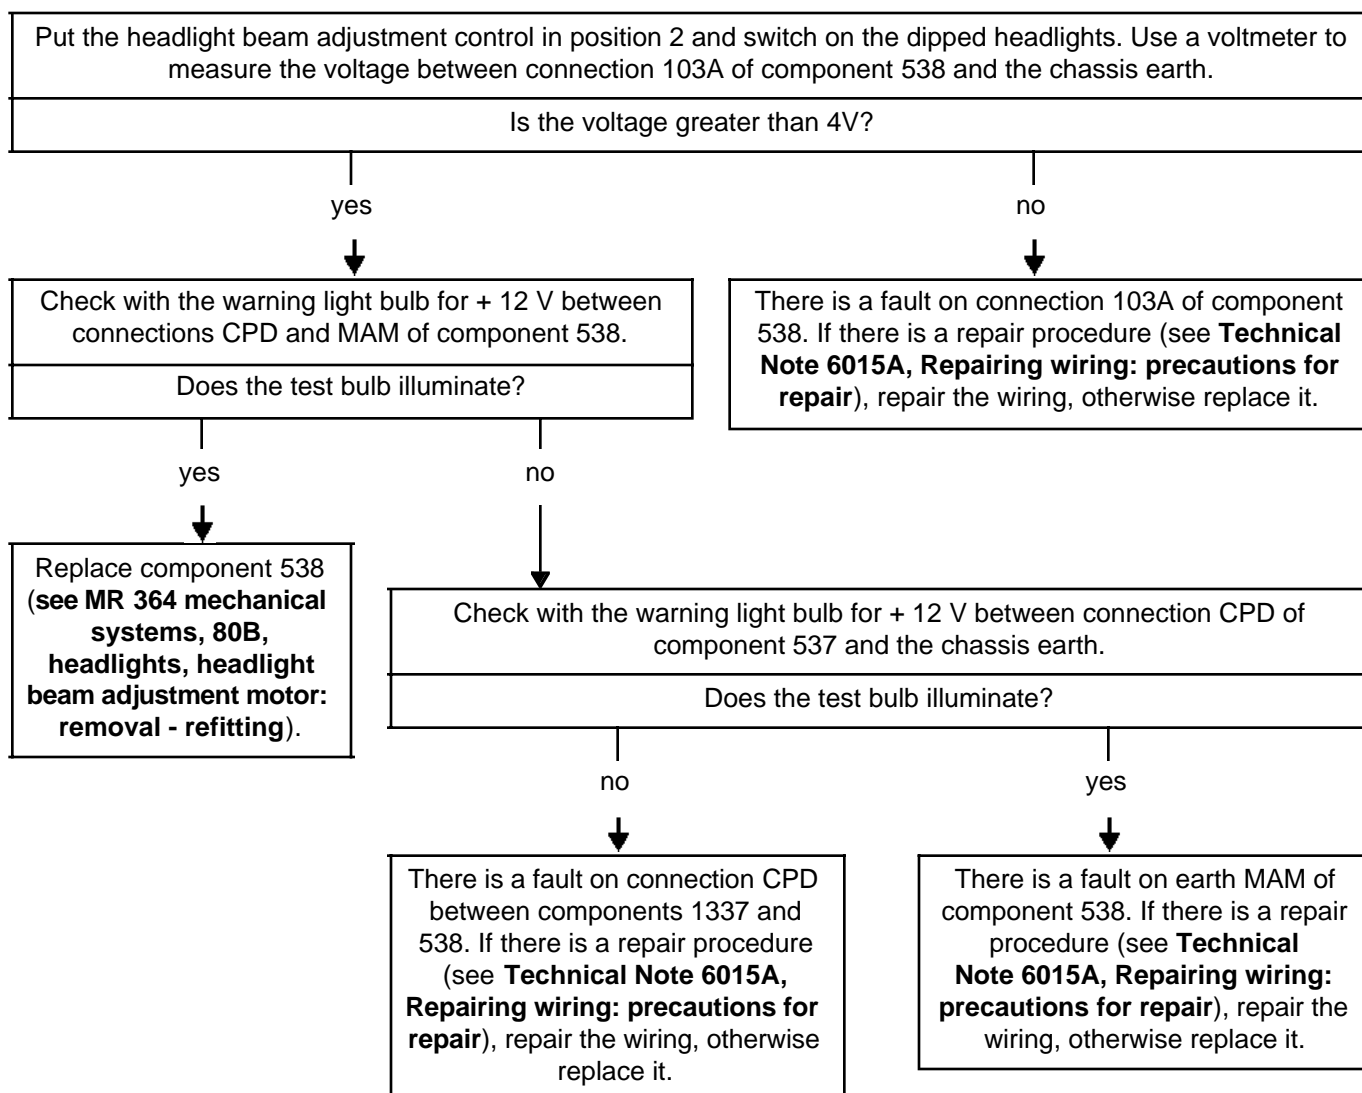 Put the headlight beam adjustment control in position 2 and switch on the dipped headlights. Use a voltmeter to
measure the voltage between connection 103A of component 538 and the chassis earth.
Is the voltage greater than 4V?
yes
no
Check with the warning light bulb for + 12 V between
connections CPD and MAM of component 538.
Does the test bulb illuminate?
There is a fault on connection 103A of component
538. If there is a repair procedure (see Technical
Note 6015A, Repairing wiring: precautions for
repair), repair the wiring, otherwise replace it.
yes
no
Replace component 538
(see MR 364 mechanical
systems, 80B,
headlights, headlight
beam adjustment motor:
removal - refitting).
Check with the warning light bulb for + 12 V between connection CPD of
component 537 and the chassis earth.
Does the test bulb illuminate?
no
yes
There is a fault on connection CPD
between components 1337 and
538. If there is a repair procedure
(see Technical Note 6015A,
Repairing wiring: precautions for
repair), repair the wiring, otherwise
replace it.
There is a fault on earth MAM of
component 538. If there is a repair
procedure (see Technical
Note 6015A, Repairing wiring:
precautions for repair), repair the
wiring, otherwise replace it.